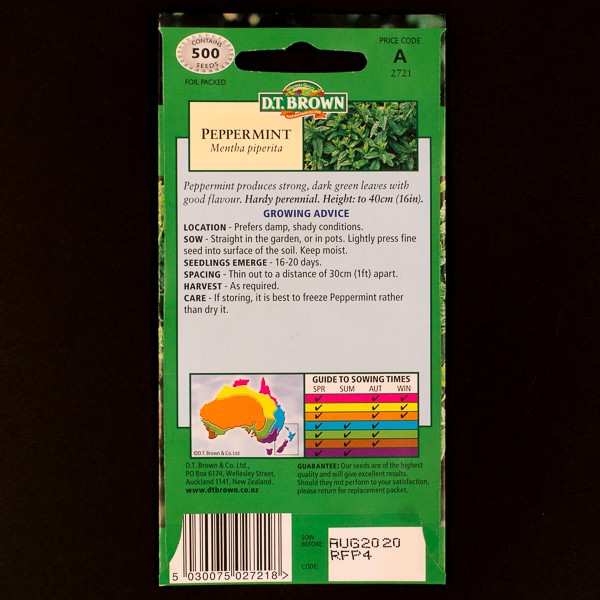 CONTAINS
500
SEEDS
FOIL PACKED
PRICE CODE
A
2721
D.T. BROWN
PEPPERMINT
Mentha piperita
Peppermint produces strong, dark green leaves with
good flavour. Hardy perennial. Height: to 40cm (16in).
GROWING ADVICE
LOCATION - Prefers damp, shady conditions.
SOW - Straight in the garden, or in pots. Lightly press fine
seed into surface of the soil. Keep moist.
SEEDLINGS EMERGE - 16-20 days.
SPACING - Thin out to a distance of 30cm (1ft) apart.
HARVEST - As required.
CARE - If storing, it is best to freeze Peppermint rather
than dry it.
©D.T. Brown & Co. Ltd.
GUIDE TO SOWING TIMES
SPR SUM AUT WIN
D.T. Brown & Co. Ltd.,
PO Box 6174, Wellesley Street,
Auckland 1141, New Zealand.
www.dtbrown.co.nz
GUARANTEE: Our seeds are of the highest
quality and will give excellent results.
Should they not perform to your satisfaction,
please return for replacement packet.
SOW
BEFORE: AUG2020
RFP4
CODE:
5 030075 027218 >